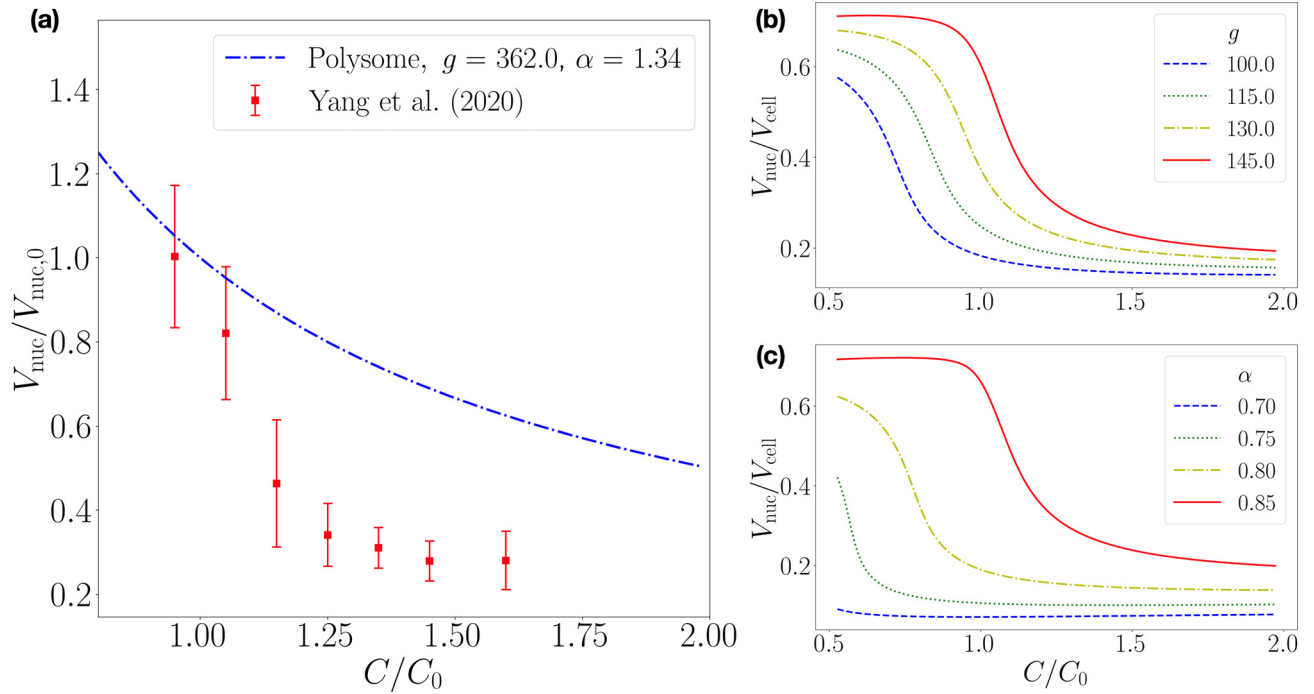 (a)
Polysome, g = 362.0, α = 1.34
Yang et al. (2020)
1.4
1.2
1.0
0.8
0.6
0.4
0.2
V_nuc/V_nuc,0
1.00
1.25
1.50
1.75
2.00
C/C_0
(b)
g
100.0
115.0
130.0
145.0
0.6
0.4
0.2
V_nuc/V_cell
0.5
1.0
1.5
2.0
(c)
α
0.70
0.75
0.80
0.85
0.6
0.4
0.2
V_nuc/V_cell
0.5
1.0
1.5
2.0
C/C_0